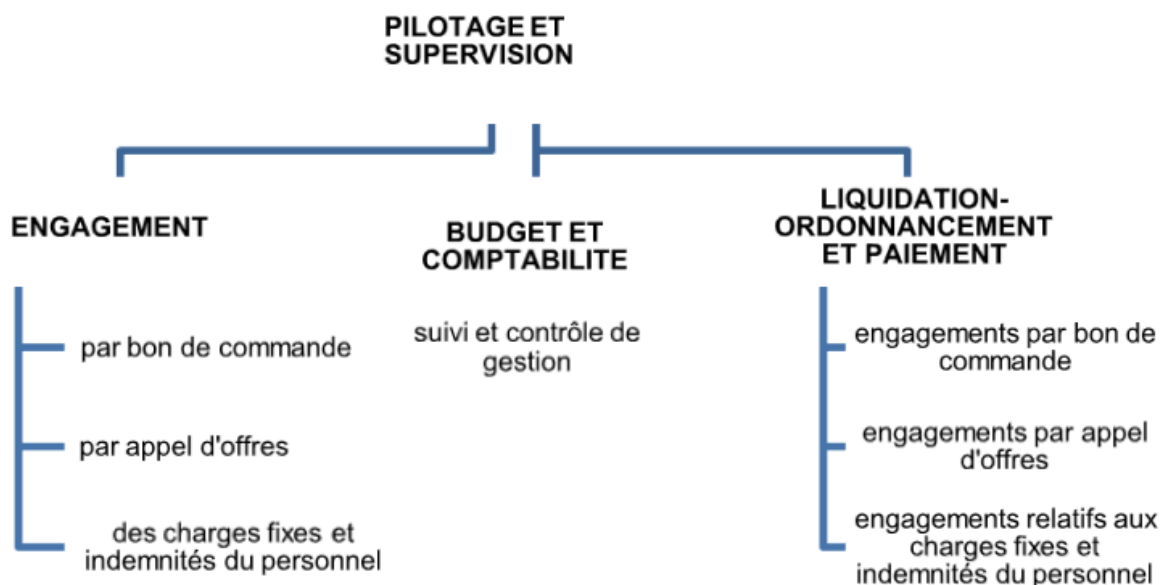 PILOTAGE ET
SUPERVISION
ENGAGEMENT
par bon de commande
par appel d'offres
des charges fixes et
indemnités du personnel
BUDGET ET
COMPTABILITE
suivi et contrôle de
gestion
LIQUIDATION-
ORDONNANCEMENT
ET PAIEMENT
engagements par bon de
commande
engagements par appel
d'offres
engagements relatifs aux
charges fixes et
indemnités du personnel